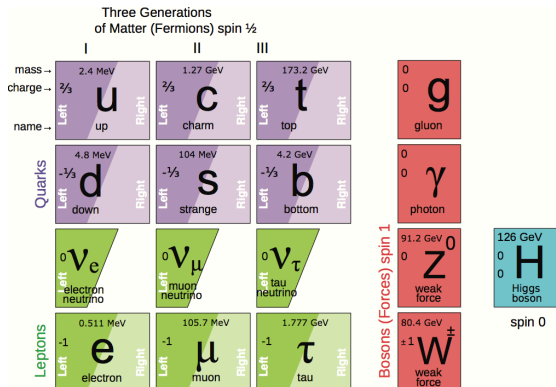 Three Generations
of Matter (Fermions) spin ½
I II III
mass→ 2.4 MeV 1.27 GeV 173.2 GeV 0
charge→ ⅔ ⅔ ⅔ 0
Left u Right Left c Right Left t Right g
name→ up charm top gluon
Quarks
4.8 MeV 104 MeV 4.2 GeV 0
-⅓ -⅓ -⅓ 0
Left d Right Left s Right Left b Right γ
down strange bottom photon
Leptons
0 0 0 91.2 GeV 126 GeV
Left νe Left νμ Left ντ 0 Z0 0 H
electron neutrino muon neutrino tau neutrino weak force Higgs boson
0.511 MeV 105.7 MeV 1.777 GeV 80.4 GeV spin 0
-1 -1 -1 ±1
Left e Right Left μ Right Left τ Right W±
electron muon tau weak force
Bosons (Forces) spin 1